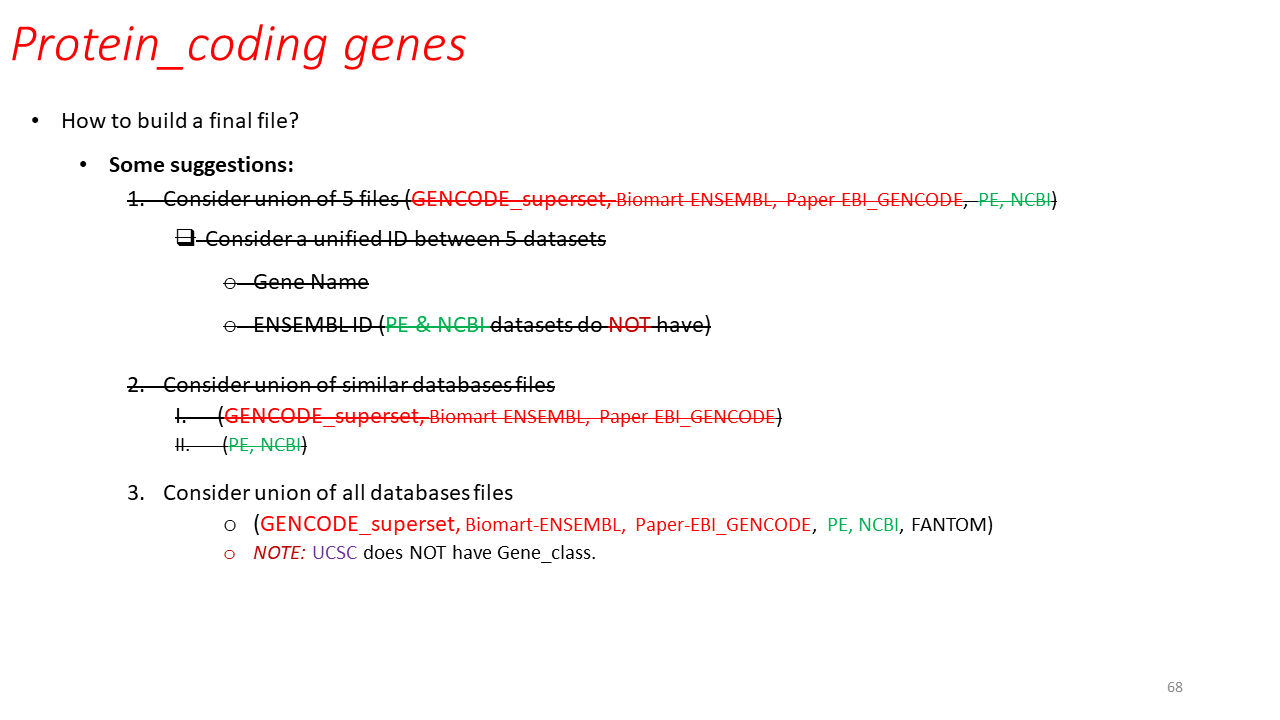 Protein_coding genes
• How to build a final file?
• Some suggestions:
1. Consider union of 5 files (GENCODE_superset, Biomart ENSEMBL, Paper EBI_GENCODE, PE, NCBI)
❑ Consider a unified ID between 5 datasets
o Gene Name
o ENSEMBL ID (PE & NCBI datasets do NOT have)
2. Consider union of similar databases files
I. (GENCODE_superset, Biomart ENSEMBL, Paper EBI_GENCODE)
II. (PE, NCBI)
3. Consider union of all databases files
o (GENCODE_superset, Biomart-ENSEMBL, Paper-EBI_GENCODE, PE, NCBI, FANTOM)
o NOTE: UCSC does NOT have Gene_class.
68